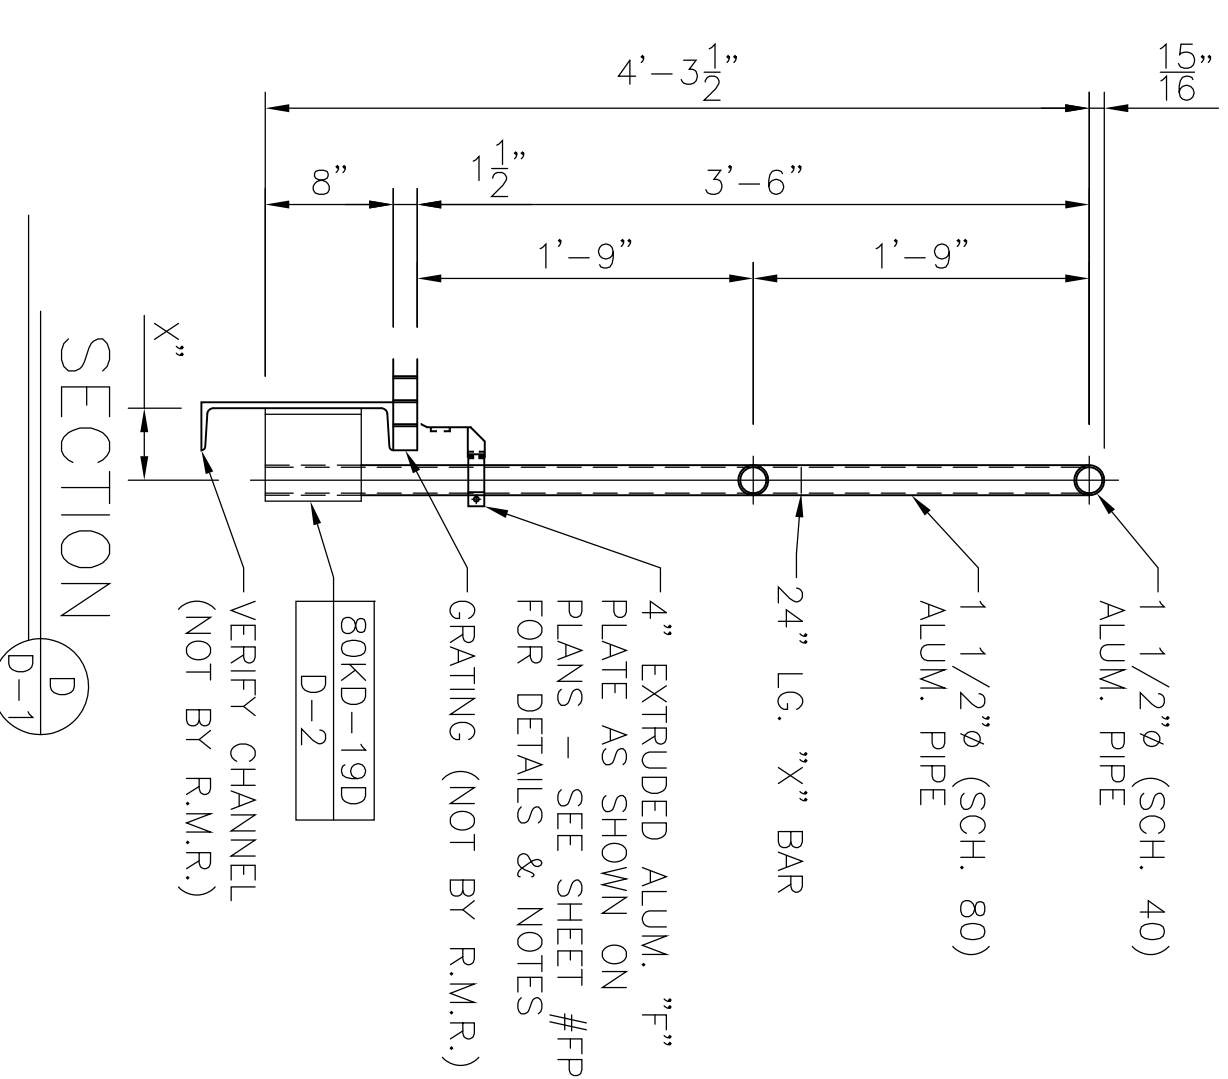 15/16"
4'-3 1/2"
3'-6"
1 1/2"
8"
1'-9"
1'-9"
X"
1 1/2"ø (SCH. 40)
ALUM. PIPE
1 1/2"ø (SCH. 80)
ALUM. PIPE
24" LG. "X" BAR
4" EXTRUDED ALUM. "F"
PLATE AS SHOWN ON
PLANS - SEE SHEET #FP
FOR DETAILS & NOTES
GRATING (NOT BY R.M.R.)
80KD-19D
D-2
VERIFY CHANNEL
(NOT BY R.M.R.)
SECTION
D
D-1